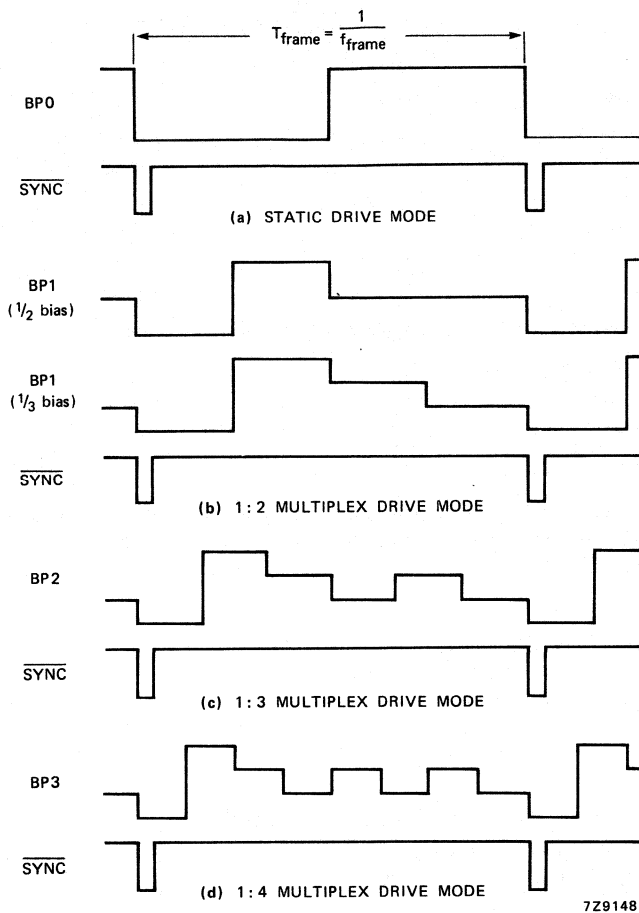 T_frame = 1 / f_frame
BP0
SYNC
(a) STATIC DRIVE MODE
BP1
(1/2 bias)
BP1
(1/3 bias)
SYNC
(b) 1:2 MULTIPLEX DRIVE MODE
BP2
SYNC
(c) 1:3 MULTIPLEX DRIVE MODE
BP3
SYNC
(d) 1:4 MULTIPLEX DRIVE MODE
7Z9148